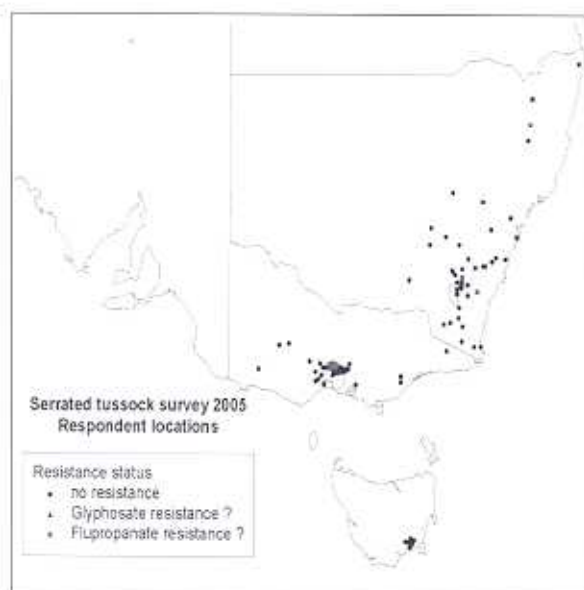 Serrated tussock survey 2005
Respondent locations
Resistance status
no resistance
Glyphosate resistance ?
Flupropanate resistance ?